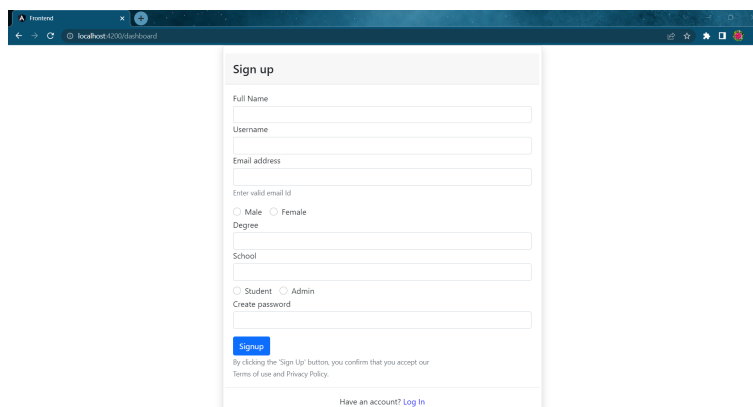 Frontend
localhost:4200/dashboard
Sign up
Full Name
Username
Email address
Enter valid email Id
Male Female
Degree
School
Student Admin
Create password
Signup
By clicking the 'Sign Up' button, you confirm that you accept our
Terms of use and Privacy Policy.
Have an account? Log In